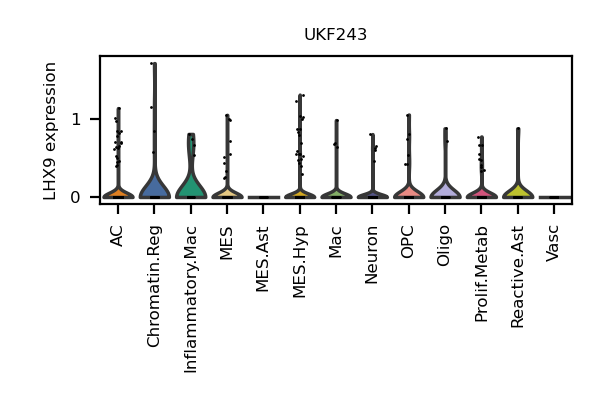 UKF243
LHX9 expression
1
0
AC
Chromatin.Reg
Inflammatory.Mac
MES
MES.Ast
MES.Hyp
Mac
Neuron
OPC
Oligo
Prolif.Metab
Reactive.Ast
Vasc